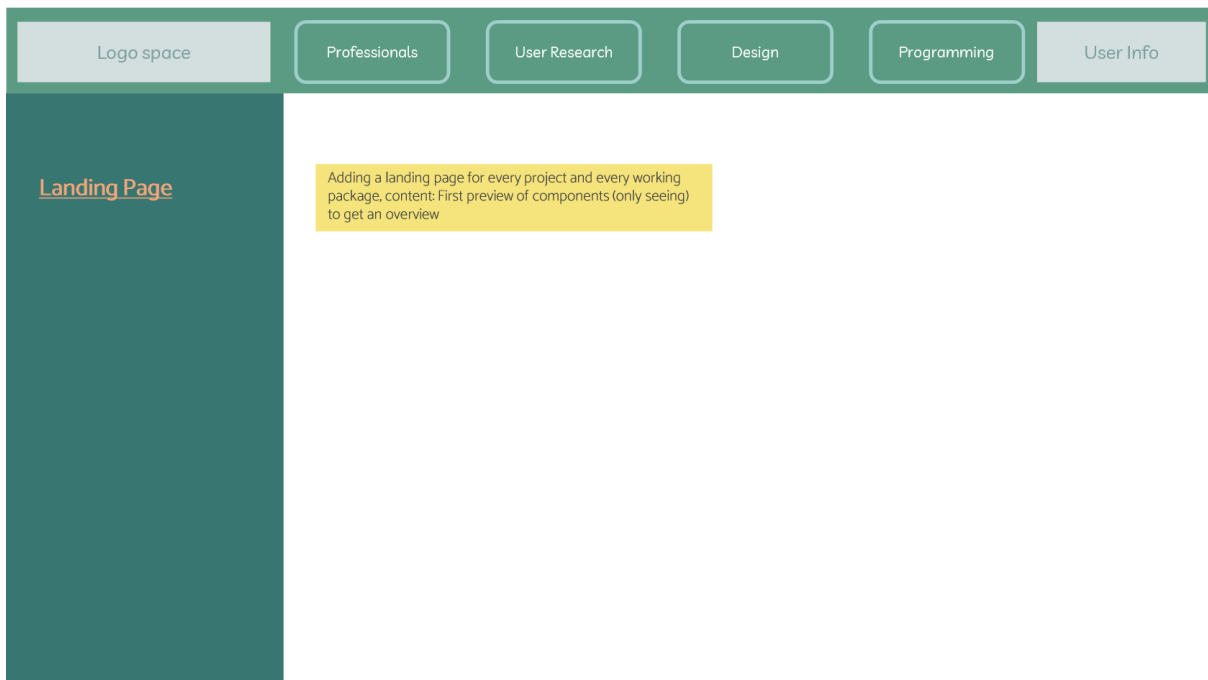 Logo space
Professionals
User Research
Design
Programming
User Info
Landing Page
Adding a landing page for every project and every working
package, content: First preview of components (only seeing)
to get an overview